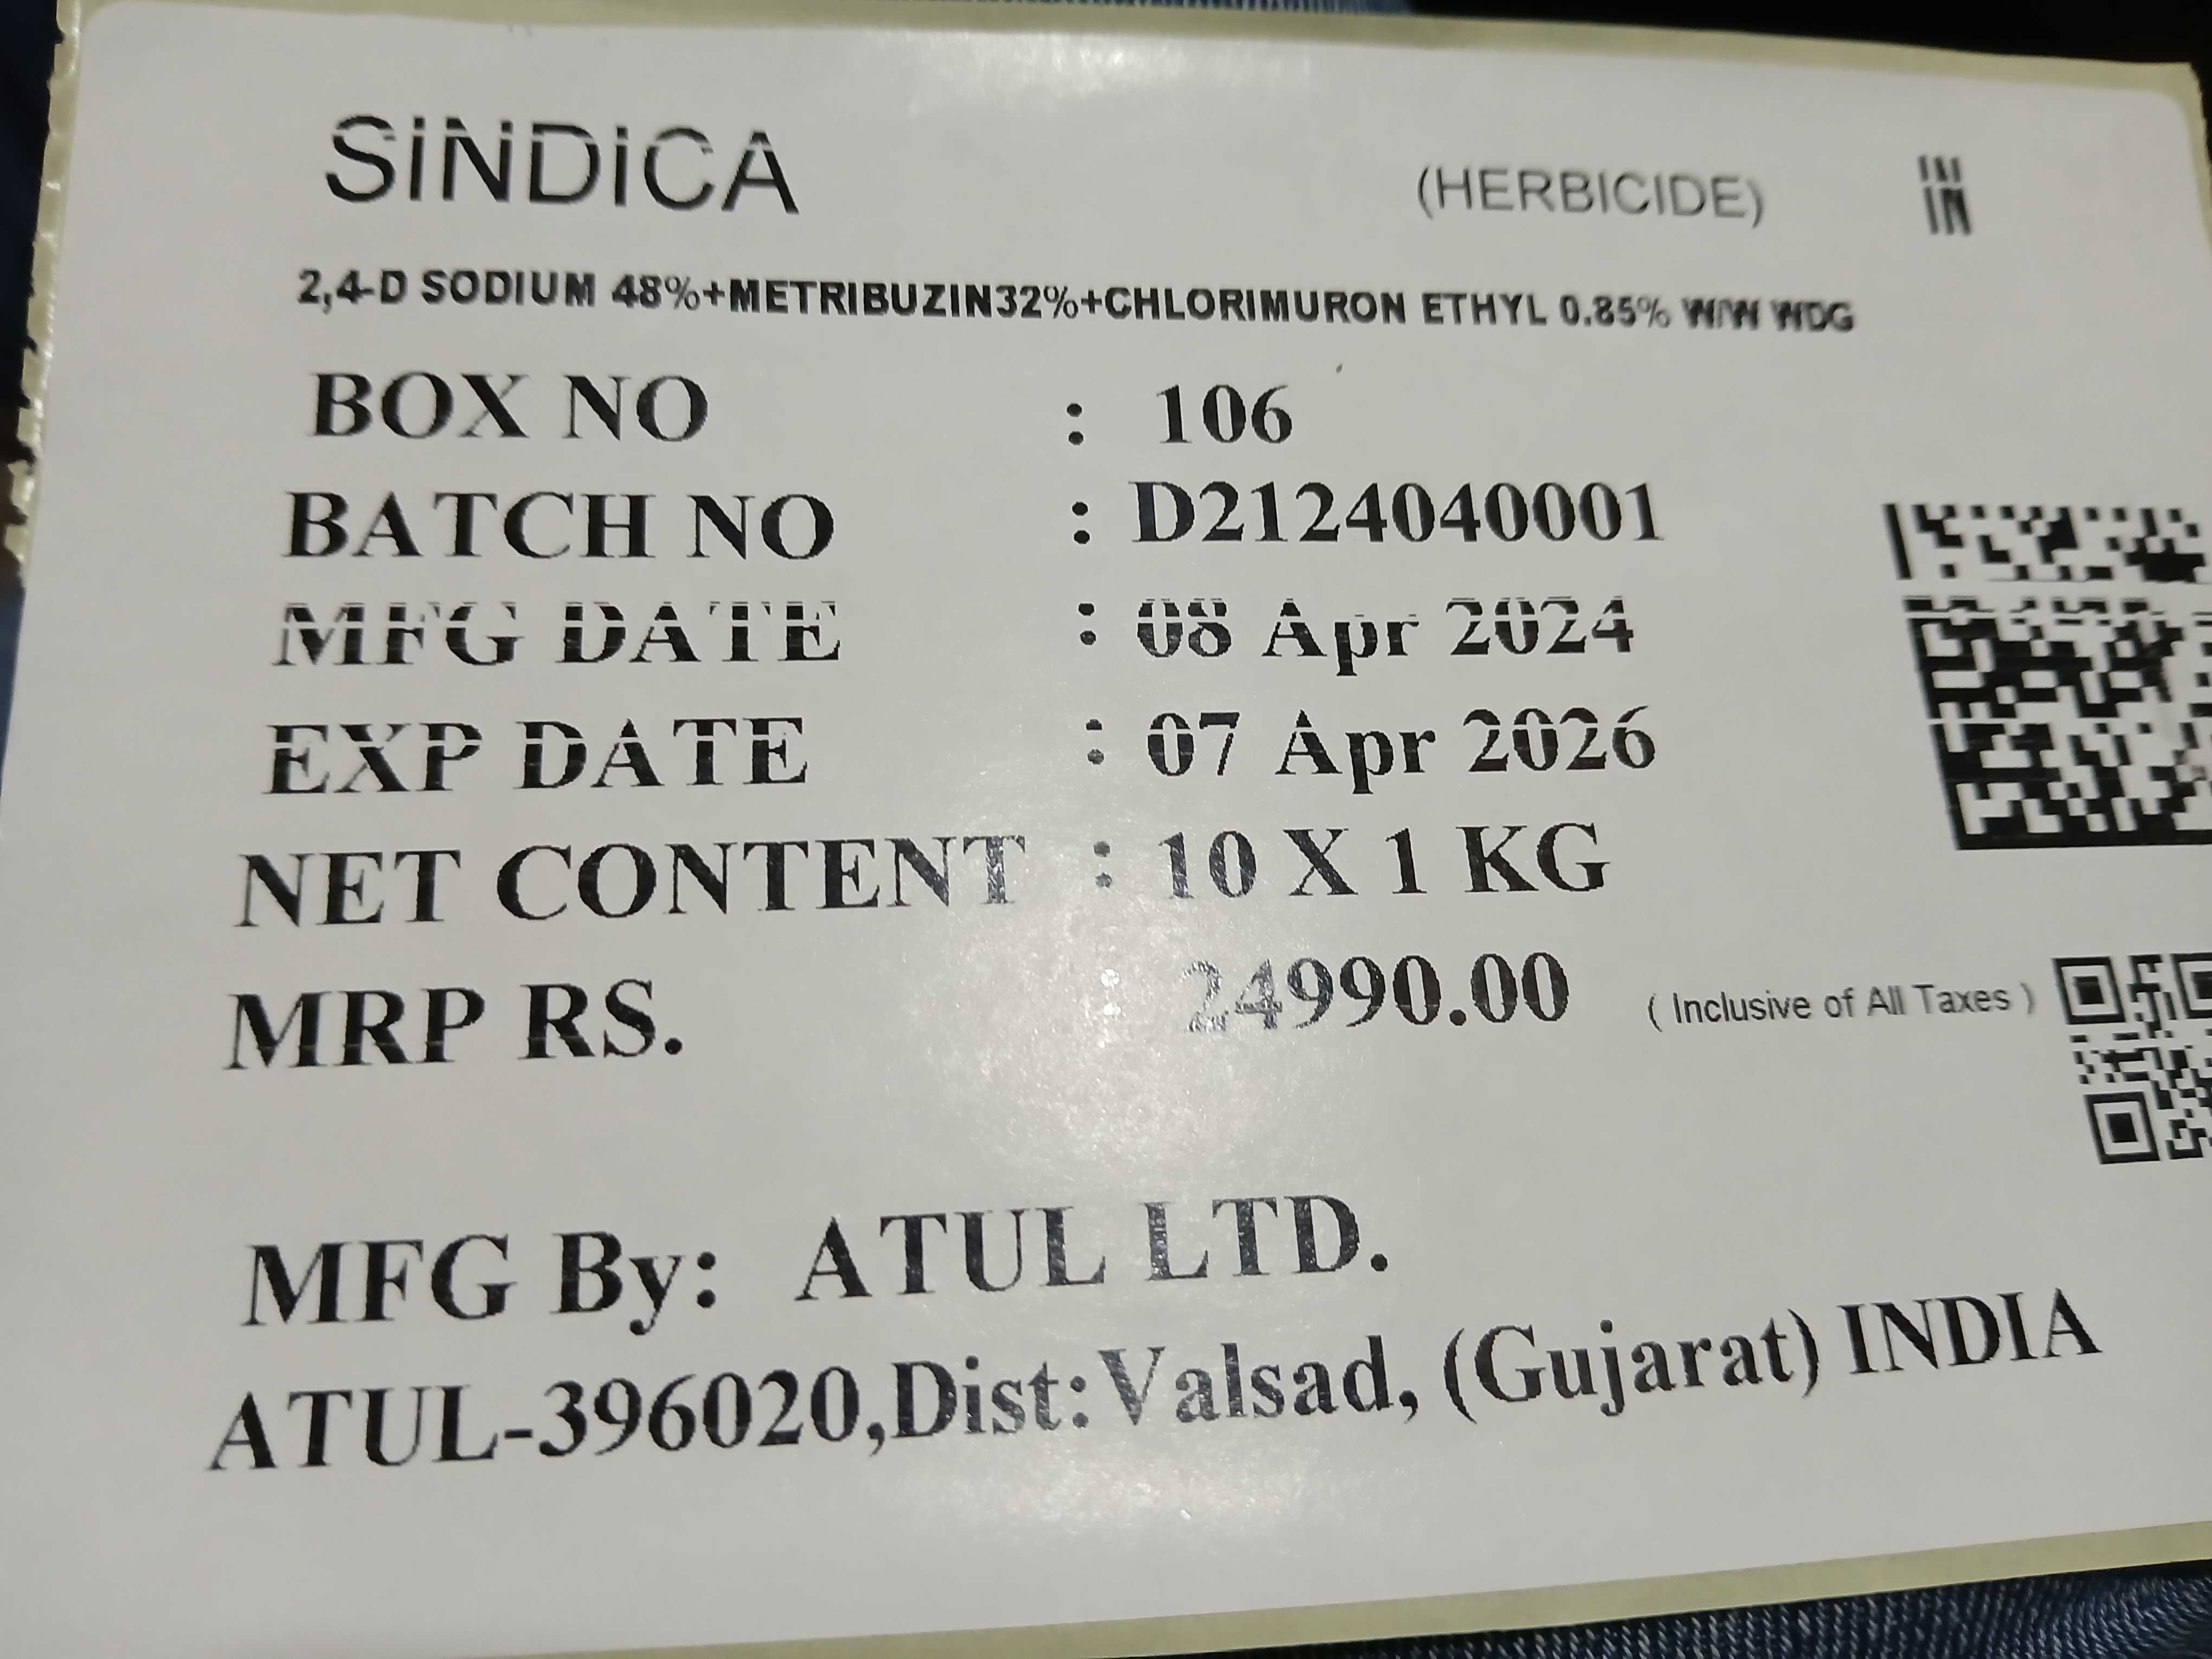 SiNDiCA (HERBICIDE) IN
2,4-D SODIUM 48%+METRIBUZIN32%+CHLORIMURON ETHYL 0.85% W/W WDG
BOX NO : 106
BATCH NO : D2124040001
MFG DATE : 08 Apr 2024
EXP DATE : 07 Apr 2026
NET CONTENT : 10 X 1 KG
MRP RS. : 24990.00 ( Inclusive of All Taxes )
MFG By: ATUL LTD.
ATUL-396020,Dist:Valsad, (Gujarat) INDIA